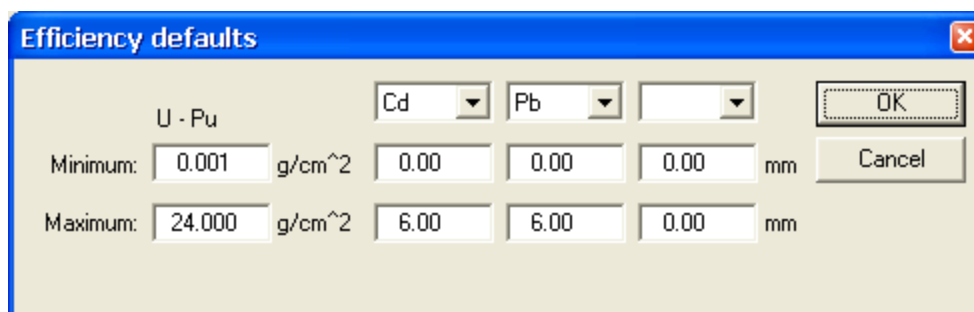 Efficiency defaults
Cd Pb OK
U - Pu
Minimum: 0.001 g/cm^2 0.00 0.00 0.00 mm Cancel
Maximum: 24.000 g/cm^2 6.00 6.00 0.00 mm